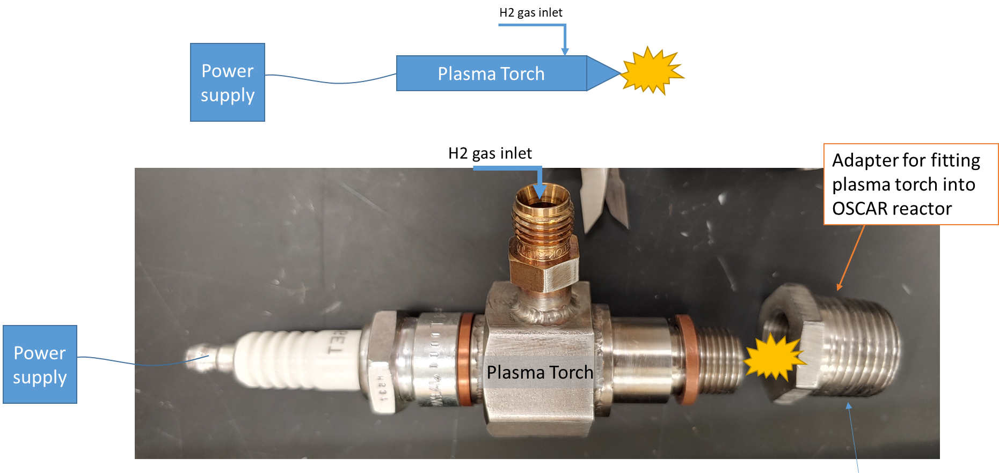 H2 gas inlet
Power
supply
Plasma Torch
H2 gas inlet
Adapter for fitting
plasma torch into
OSCAR reactor
Power
supply
Plasma Torch